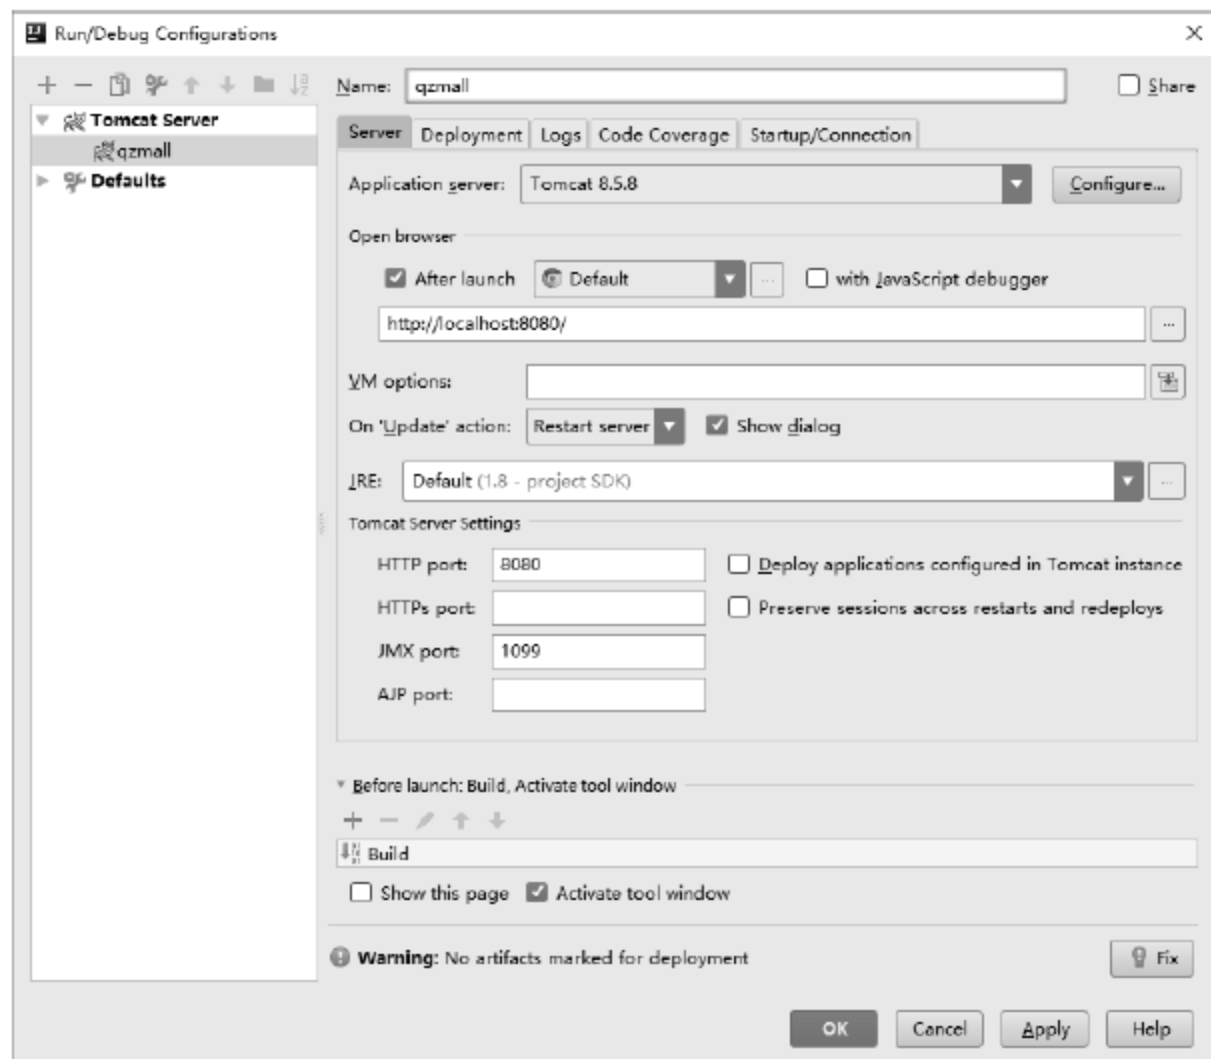 Run/Debug Configurations
Name: qzmall
Share
Tomcat Server
qzmall
Defaults
Server Deployment Logs Code Coverage Startup/Connection
Application server: Tomcat 8.5.8 Configure...
Open browser
After launch Default ... with JavaScript debugger
http://localhost:8080/ ...
VM options:
On 'Update' action: Restart server Show dialog
JRE: Default (1.8 - project SDK) ...
Tomcat Server Settings
HTTP port: 8080 Deploy applications configured in Tomcat instance
HTTPs port: Preserve sessions across restarts and redeploys
JMX port: 1099
AJP port:
Before launch: Build, Activate tool window
Build
Show this page Activate tool window
Warning: No artifacts marked for deployment Fix
OK Cancel Apply Help